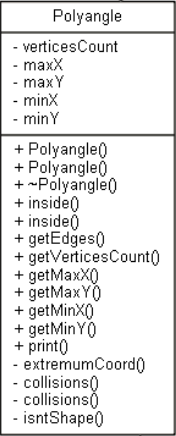 Polyangle
- verticesCount
- maxX
- maxY
- minX
- minY
+ Polyangle()
+ Polyangle()
+ ~Polyangle()
+ inside()
+ inside()
+ getEdges()
+ getVerticesCount()
+ getMaxX()
+ getMaxY()
+ getMinX()
+ getMinY()
+ print()
- extremumCoord()
- collisions()
- collisions()
- isntShape()